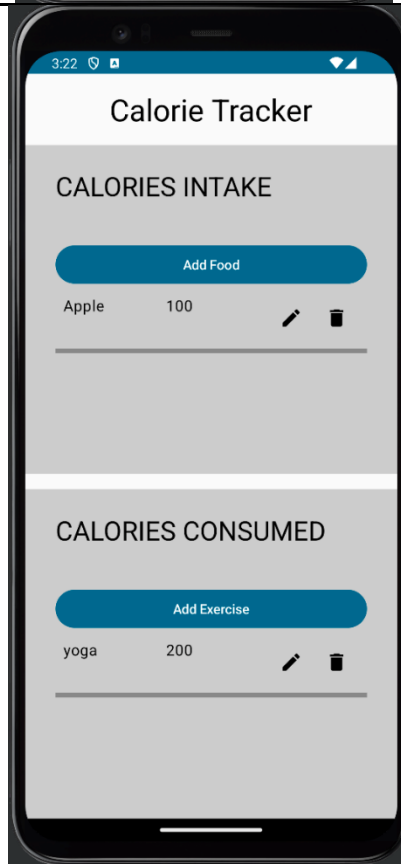 3:22
Calorie Tracker
CALORIES INTAKE
Add Food
Apple 100
CALORIES CONSUMED
Add Exercise
yoga 200